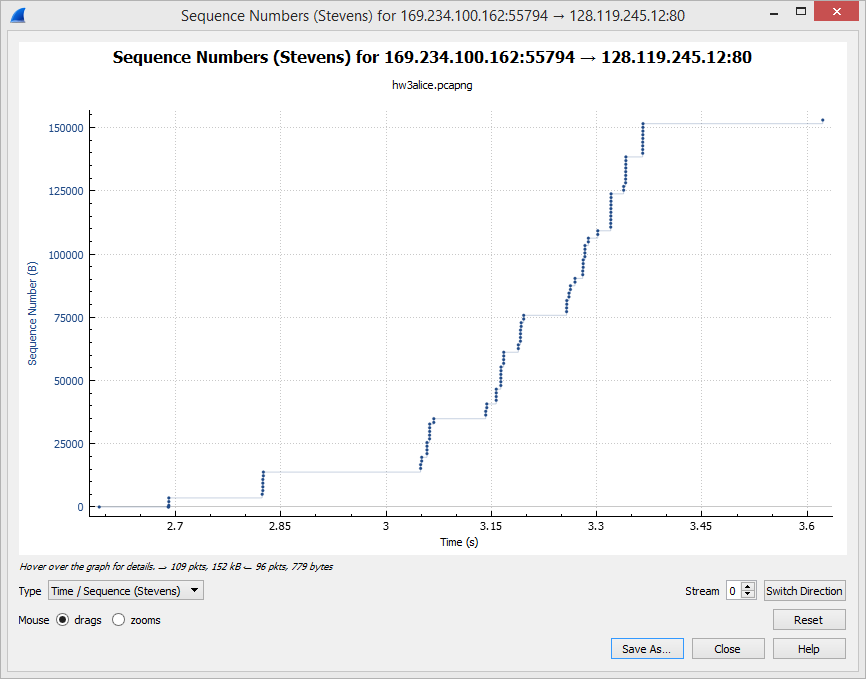 Sequence Numbers (Stevens) for 169.234.100.162:55794 → 128.119.245.12:80
Sequence Numbers (Stevens) for 169.234.100.162:55794 → 128.119.245.12:80
hw3alice.pcapng
150000
125000
100000
75000
50000
25000
0
Sequence Number (B)
2.7 2.85 3 3.15 3.3 3.45 3.6
Time (s)
Hover over the graph for details. → 109 pkts, 152 kB ← 96 pkts, 779 bytes
Type Time / Sequence (Stevens) Stream 0 Switch Direction
Mouse drags zooms Reset
Save As... Close Help